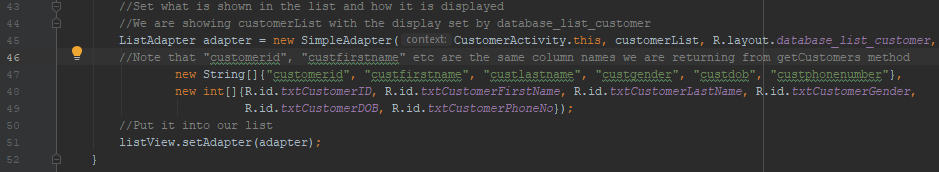 43 //Set what is shown in the list and how it is displayed
44 //We are showing customerList with the display set by database_list_customer
45 ListAdapter adapter = new SimpleAdapter( context: CustomerActivity.this, customerList, R.layout.database_list_customer,
46 //Note that "customerid", "custfirstname" etc are the same column names we are returning from getCustomers method
47 new String[]{"customerid", "custfirstname", "custlastname", "custgender", "custdob", "custphonenumber"},
48 new int[]{R.id.txtCustomerID, R.id.txtCustomerFirstName, R.id.txtCustomerLastName, R.id.txtCustomerGender,
49 R.id.txtCustomerDOB, R.id.txtCustomerPhoneNo});
50 //Put it into our list
51 listView.setAdapter(adapter);
52 }